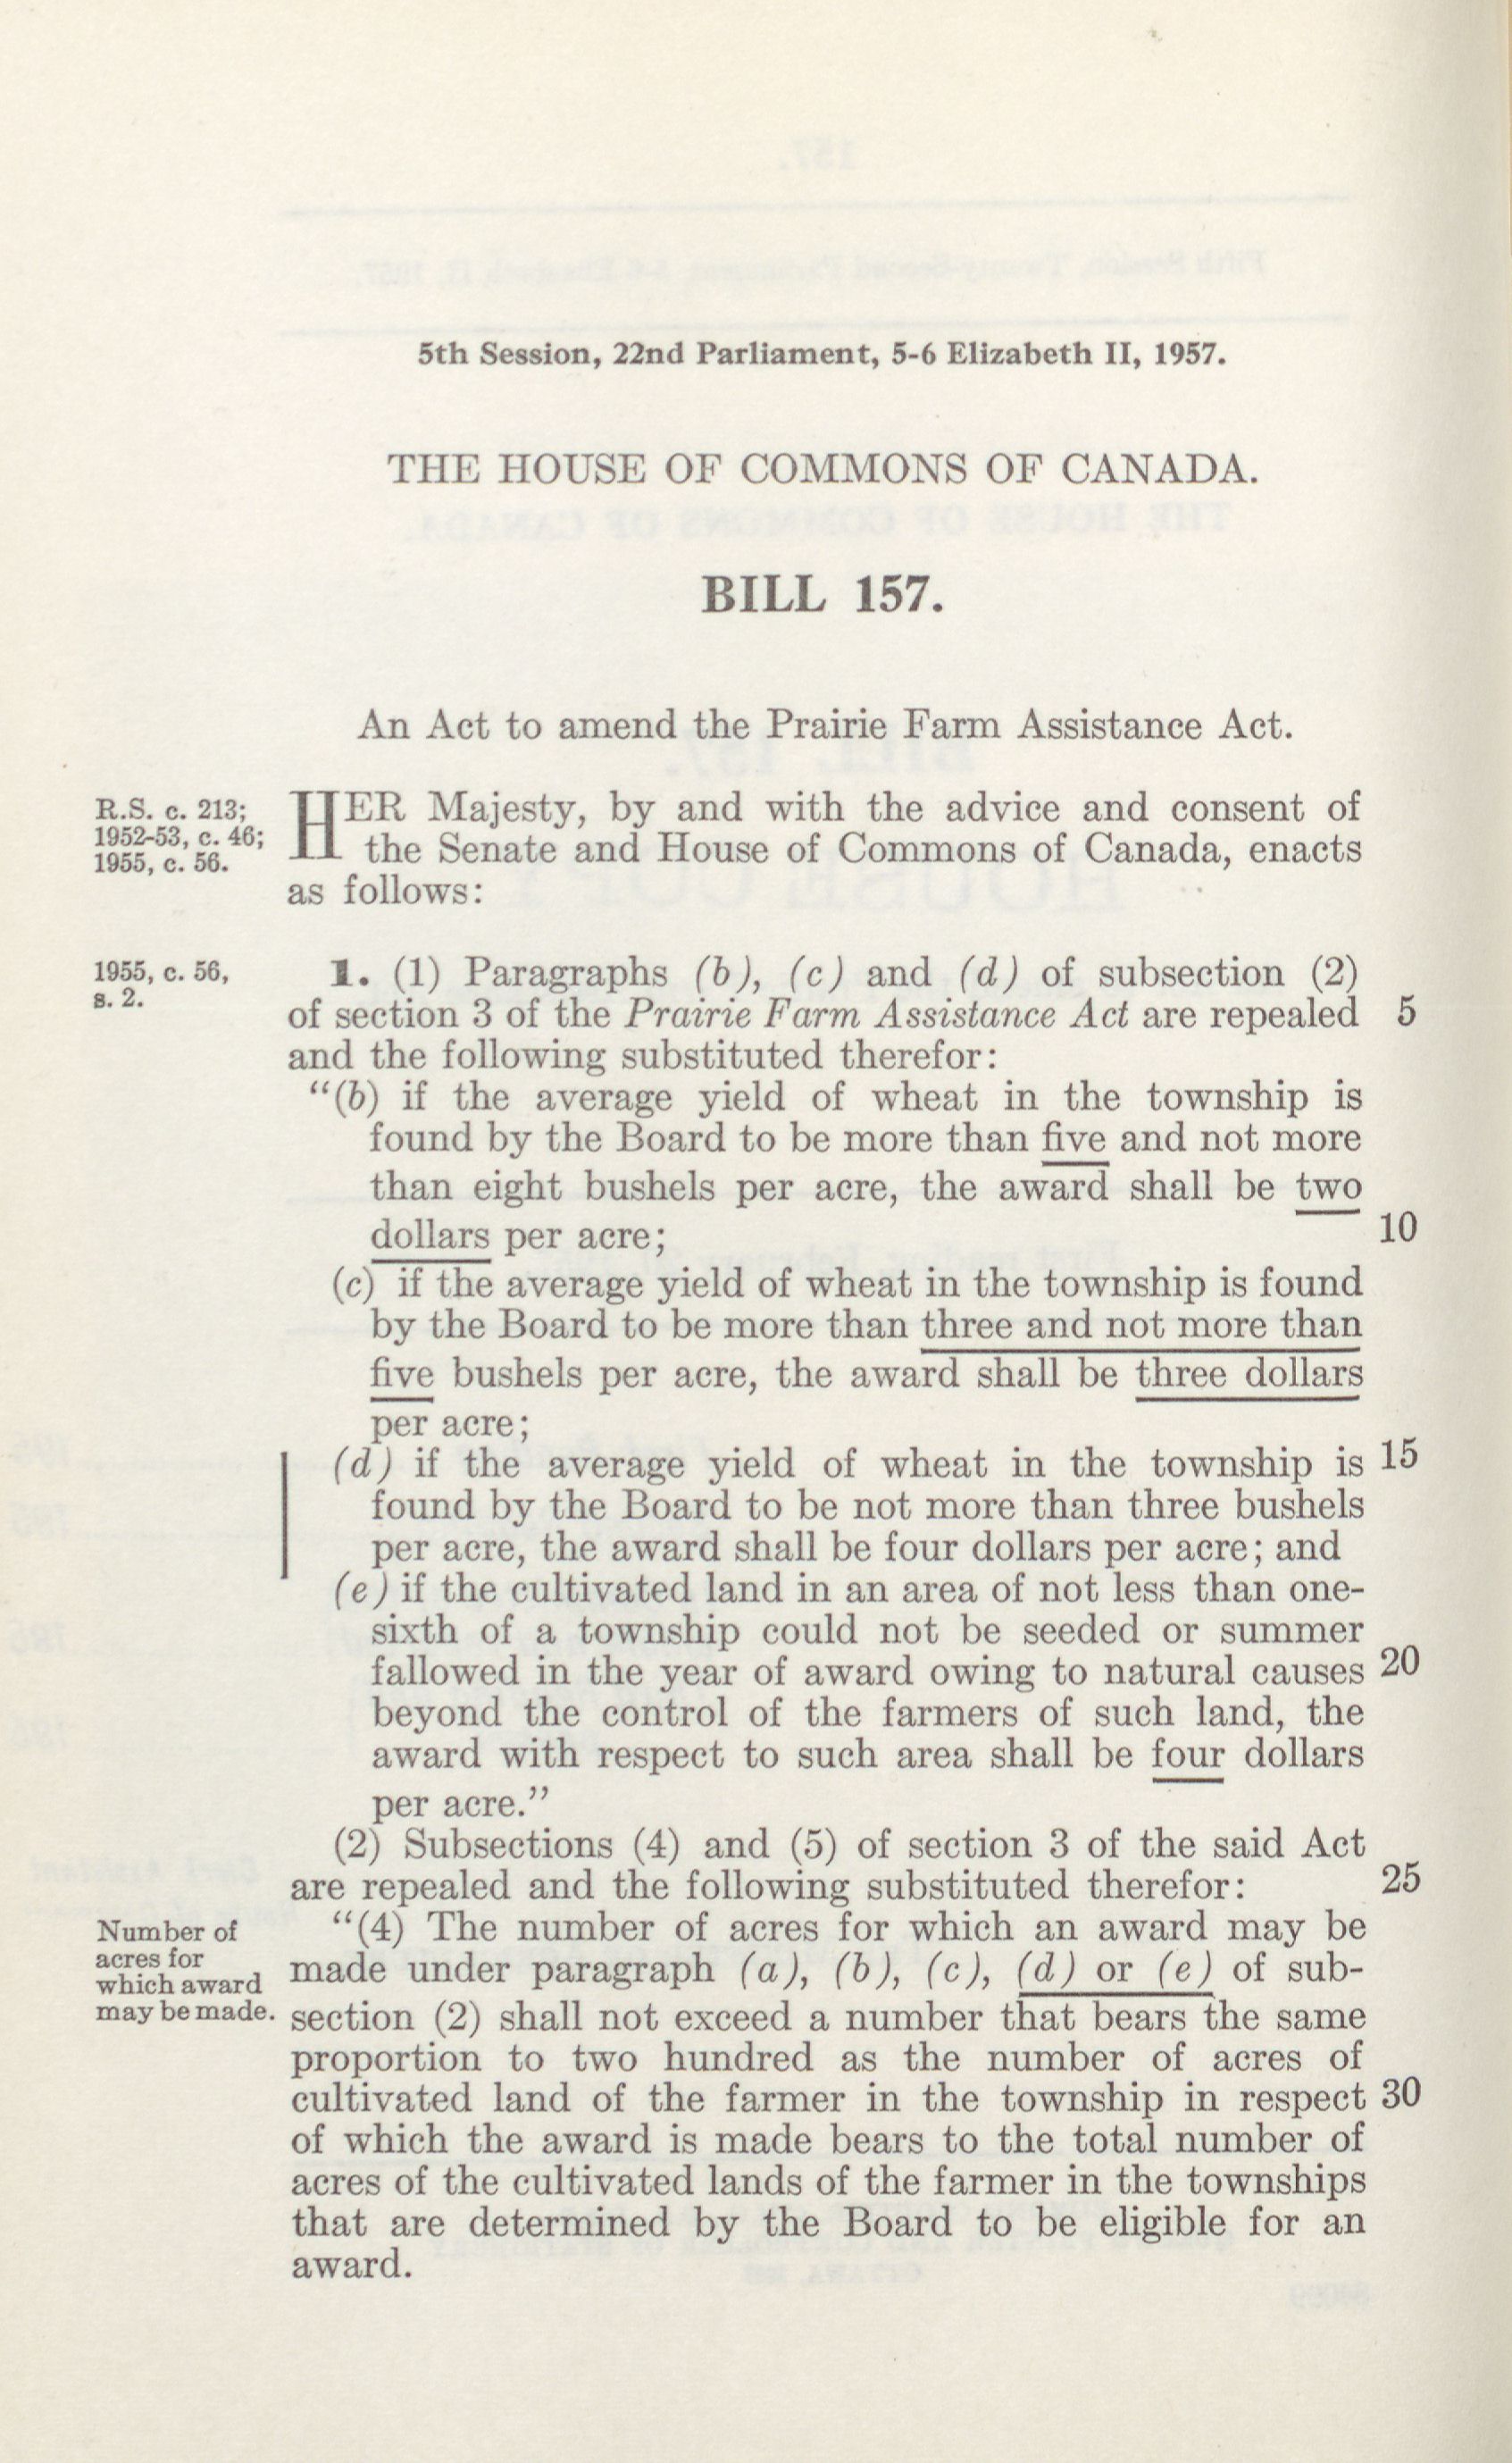 5th Session, 22nd Parliament, 5-6 Elizabeth II, 1957.
THE HOUSE OF COMMONS OF CANADA.
BILL 157.
An Act to amend the Prairie Farm Assistance Act.
R.S. c. 213;
1952-53, c. 46;
1955, c. 56.
HER Majesty, by and with the advice and consent of
the Senate and House of Commons of Canada, enacts
as follows:
1955, c. 56,
s. 2.
1. (1) Paragraphs (b), (c) and (d) of subsection (2)
of section 3 of the Prairie Farm Assistance Act are repealed 5
and the following substituted therefor:
“(b) if the average yield of wheat in the township is
found by the Board to be more than five and not more
than eight bushels per acre, the award shall be two
dollars per acre; 10
(c) if the average yield of wheat in the township is found
by the Board to be more than three and not more than
five bushels per acre, the award shall be three dollars
per acre;
(d) if the average yield of wheat in the township is 15
found by the Board to be not more than three bushels
per acre, the award shall be four dollars per acre; and
(e) if the cultivated land in an area of not less than one-
sixth of a township could not be seeded or summer
fallowed in the year of award owing to natural causes 20
beyond the control of the farmers of such land, the
award with respect to such area shall be four dollars
per acre.”
(2) Subsections (4) and (5) of section 3 of the said Act
are repealed and the following substituted therefor: 25
Number of
acres for
which award
may be made.
“(4) The number of acres for which an award may be
made under paragraph (a), (b), (c), (d) or (e) of sub-
section (2) shall not exceed a number that bears the same
proportion to two hundred as the number of acres of
cultivated land of the farmer in the township in respect 30
of which the award is made bears to the total number of
acres of the cultivated lands of the farmer in the townships
that are determined by the Board to be eligible for an
award.